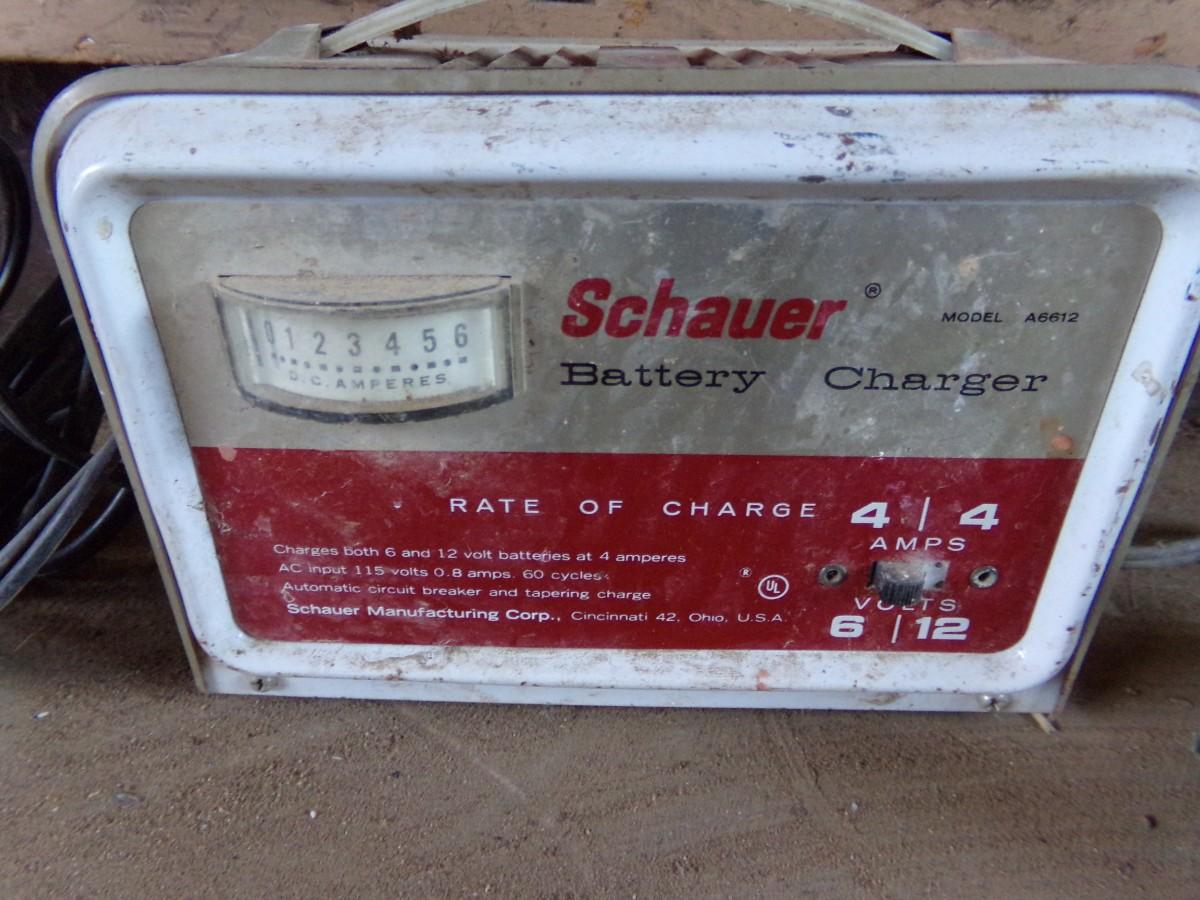 0 1 2 3 4 5 6
D.C. AMPERES
Schauer ®
MODEL A6612
Battery Charger
RATE OF CHARGE 4 | 4
AMPS
Charges both 6 and 12 volt batteries at 4 amperes
AC input 115 volts 0.8 amps. 60 cycles
Automatic circuit breaker and tapering charge
Schauer Manufacturing Corp., Cincinnati 42, Ohio, U.S.A.
® UL
VOLTS
6 | 12